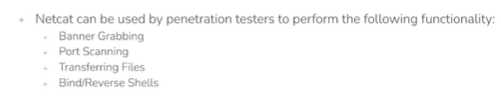 Netcat can be used by penetration testers to perform the following functionality:
Banner Grabbing
Port Scanning
Transferring Files
Bind/Reverse Shells